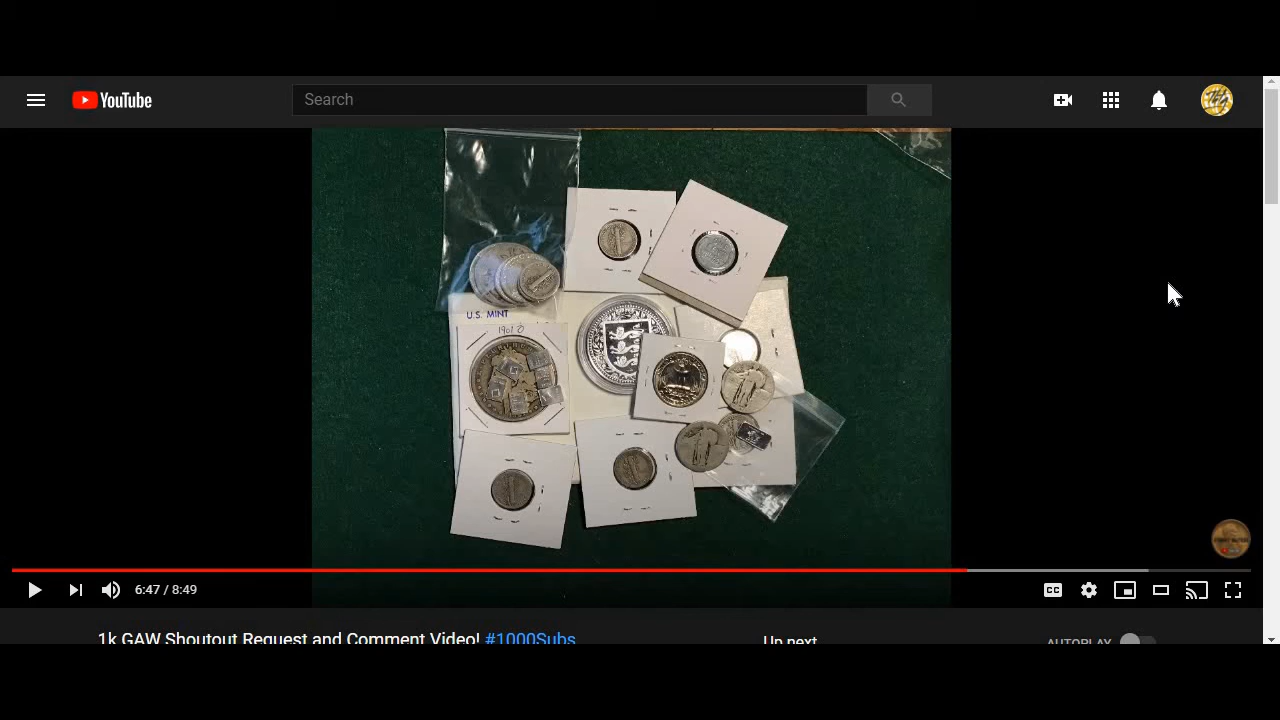 YouTube
Search
U.S. MINT
1901 O
6:47 / 8:49
CC
1k GAW Shoutout Request and Comment Video! #1000Subs
Up next
AUTOPLAY